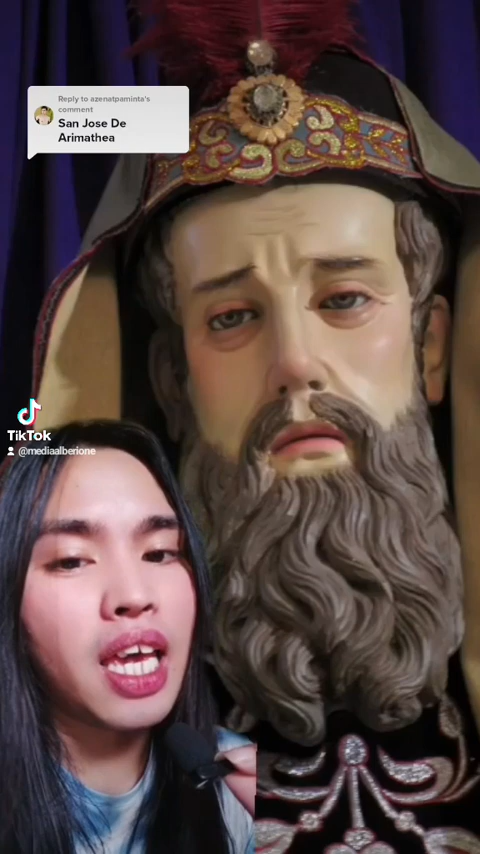 Reply to azenatpaminta's
comment
San Jose De
Arimathea
TikTok
@mediaalberione